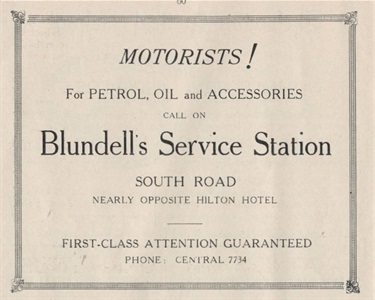 60
MOTORISTS!
For PETROL, OIL and ACCESSORIES
CALL ON
Blundell's Service Station
SOUTH ROAD
NEARLY OPPOSITE HILTON HOTEL
FIRST-CLASS ATTENTION GUARANTEED
PHONE: CENTRAL 7734